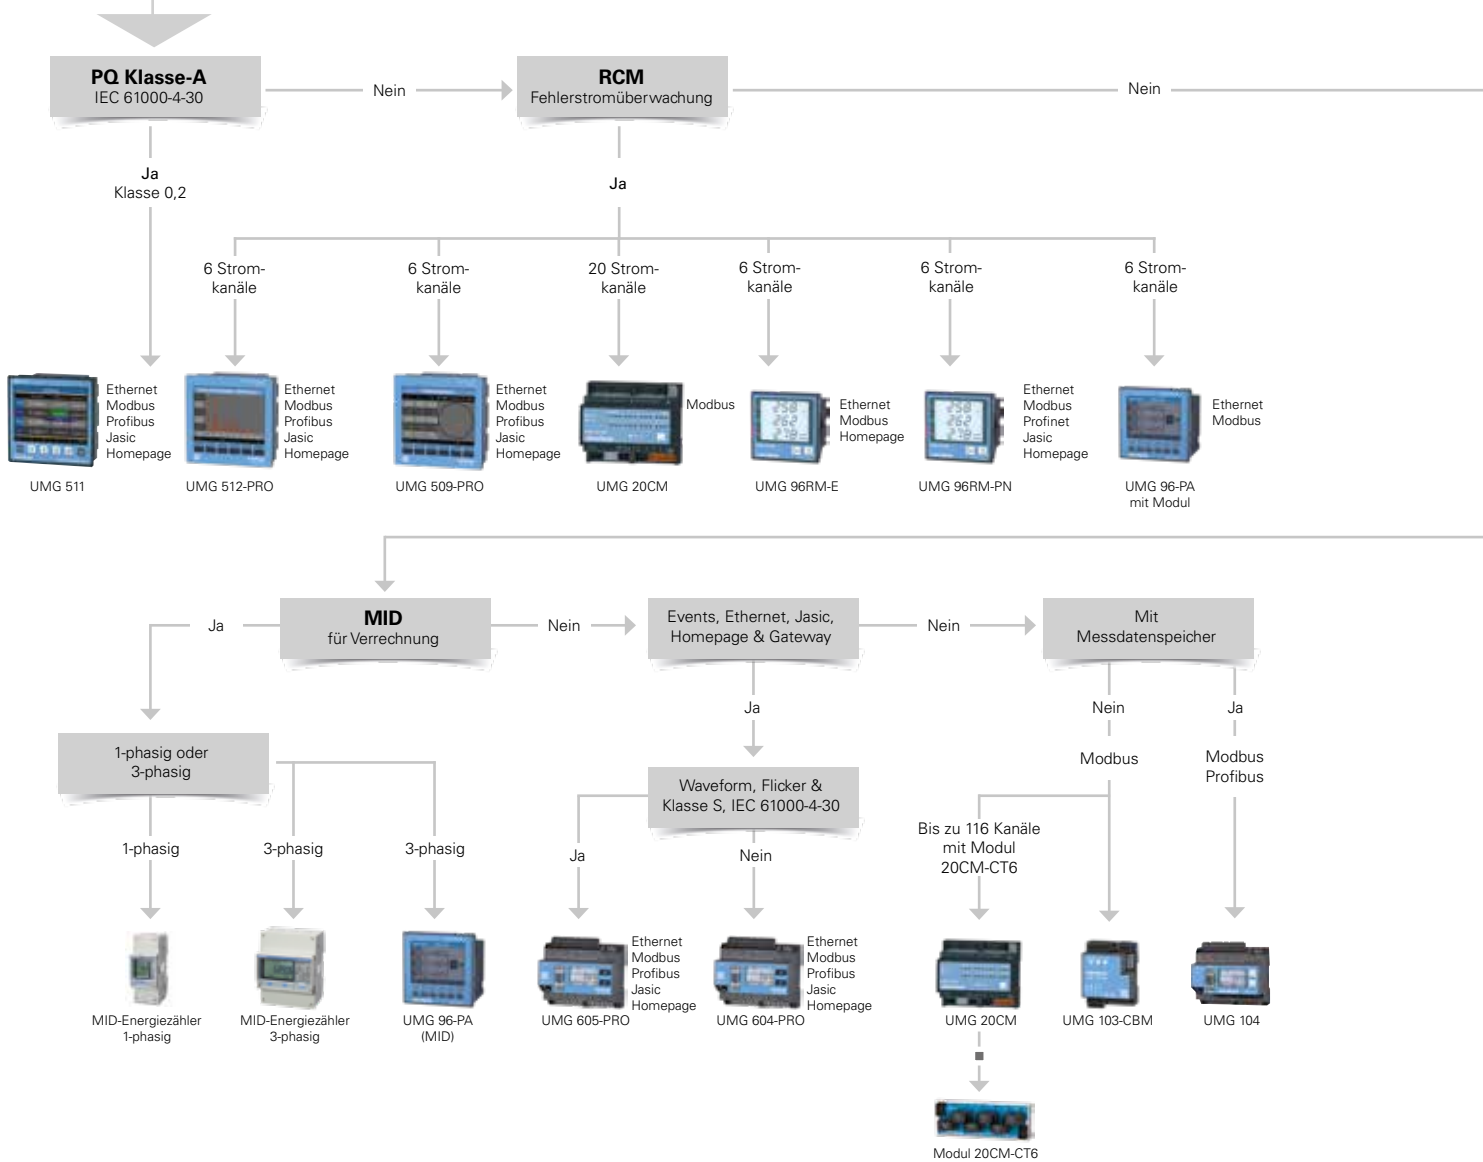 PQ Klasse-A
IEC 61000-4-30
Nein
RCM
Fehlerstromüberwachung
Nein
Ja
Klasse 0,2
Ja
6 Strom-
kanäle
6 Strom-
kanäle
20 Strom-
kanäle
6 Strom-
kanäle
6 Strom-
kanäle
6 Strom-
kanäle
Ethernet
Modbus
Profibus
Jasic
Homepage
UMG 511
Ethernet
Modbus
Profibus
Jasic
Homepage
UMG 512-PRO
Ethernet
Modbus
Profibus
Jasic
Homepage
UMG 509-PRO
Modbus
UMG 20CM
Ethernet
Modbus
Homepage
UMG 96RM-E
Ethernet
Modbus
Profinet
Jasic
Homepage
UMG 96RM-PN
Ethernet
Modbus
UMG 96-PA
mit Modul
Ja
MID
für Verrechnung
Nein
Events, Ethernet, Jasic,
Homepage & Gateway
Nein
Mit
Messdatenspeicher
Ja
Nein
Ja
Modbus
Modbus
Profibus
1-phasig oder
3-phasig
Waveform, Flicker &
Klasse S, IEC 61000-4-30
1-phasig
3-phasig
3-phasig
Ja
Nein
Bis zu 116 Kanäle
mit Modul
20CM-CT6
MID-Energiezähler
1-phasig
MID-Energiezähler
3-phasig
UMG 96-PA
(MID)
Ethernet
Modbus
Profibus
Jasic
Homepage
UMG 605-PRO
Ethernet
Modbus
Profibus
Jasic
Homepage
UMG 604-PRO
UMG 20CM
UMG 103-CBM
UMG 104
Modul 20CM-CT6